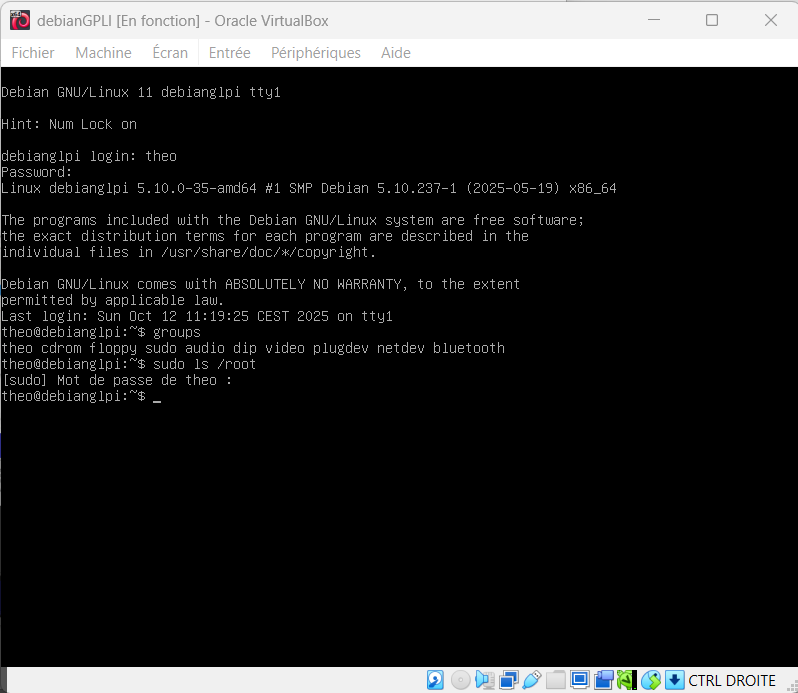 debianGPLI [En fonction] - Oracle VirtualBox
Fichier Machine Écran Entrée Périphériques Aide
Debian GNU/Linux 11 debianglpi tty1
Hint: Num Lock on
debianglpi login: theo
Password:
Linux debianglpi 5.10.0-35-amd64 #1 SMP Debian 5.10.237-1 (2025-05-19) x86_64
The programs included with the Debian GNU/Linux system are free software;
the exact distribution terms for each program are described in the
individual files in /usr/share/doc/*/copyright.
Debian GNU/Linux comes with ABSOLUTELY NO WARRANTY, to the extent
permitted by applicable law.
Last login: Sun Oct 12 11:19:25 CEST 2025 on tty1
theo@debianglpi:~$ groups
theo cdrom floppy sudo audio dip video plugdev netdev bluetooth
theo@debianglpi:~$ sudo ls /root
[sudo] Mot de passe de theo :
theo@debianglpi:~$ _
CTRL DROITE